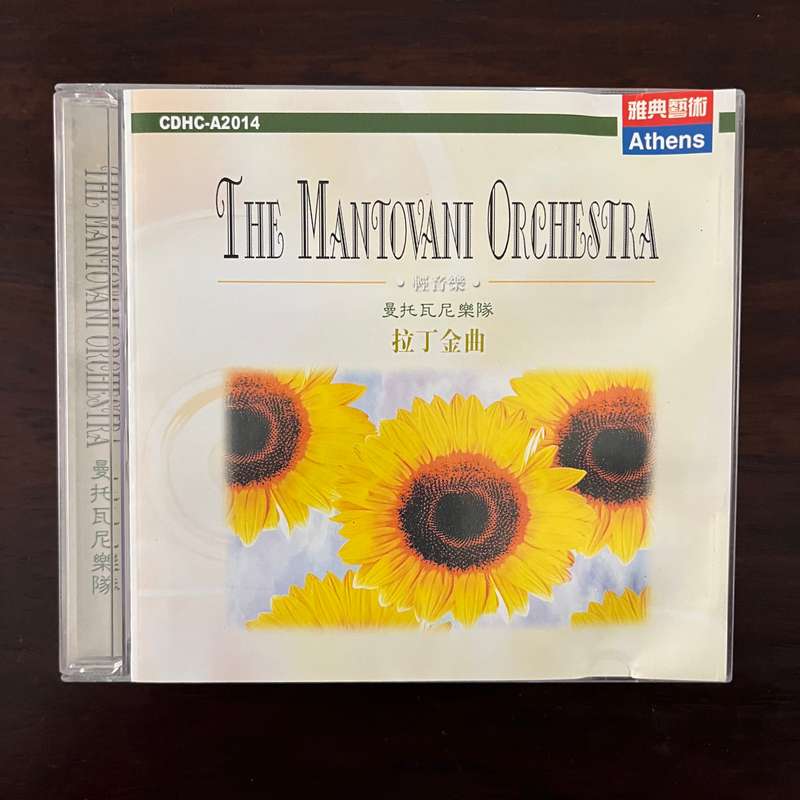 CDHC-A2014
雅典藝術
Athens
THE MANTOVANI ORCHESTRA
·輕音樂·
曼托瓦尼樂隊
拉丁金曲
THE MANTOVANI ORCHESTRA 曼托瓦尼樂隊